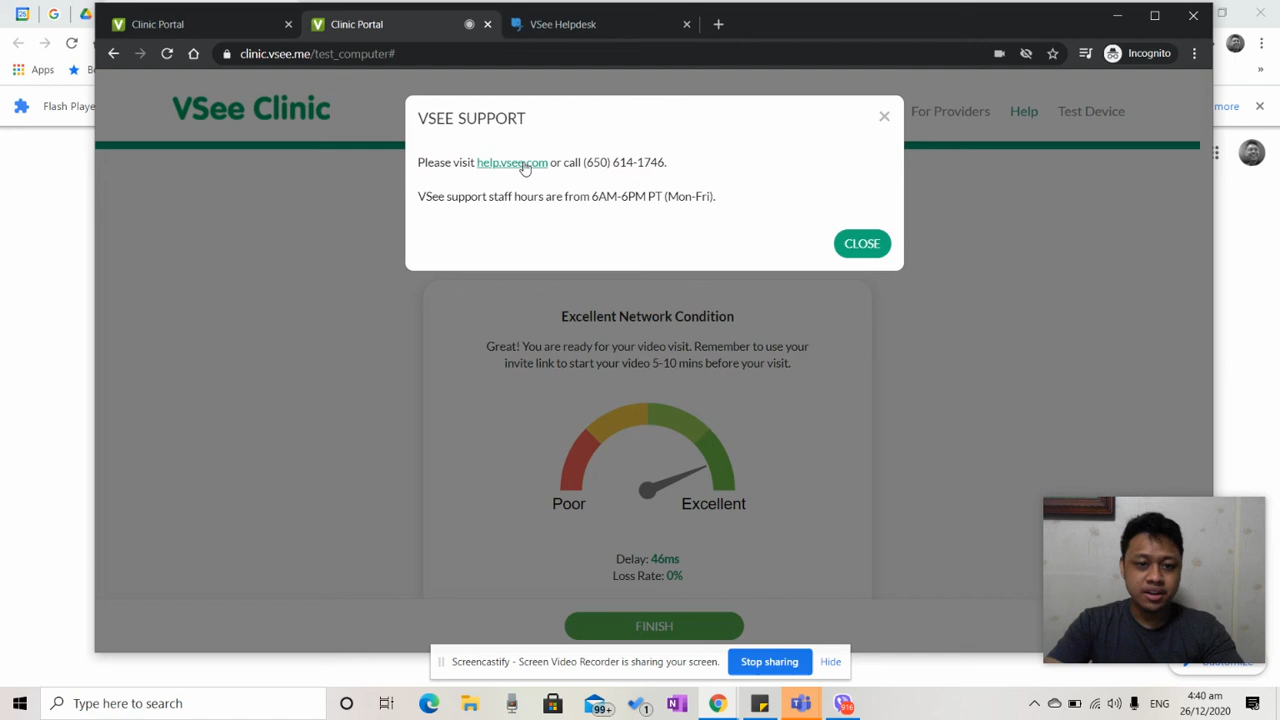 Clinic Portal
Clinic Portal
VSee Helpdesk
clinic.vsee.me/test_computer#
Incognito
Apps
Flash Playe
more
VSee Clinic
For Providers
Help
Test Device
VSEE SUPPORT
Please visit help.vsee.com or call (650) 614-1746.
VSee support staff hours are from 6AM-6PM PT (Mon-Fri).
CLOSE
Excellent Network Condition
Great! You are ready for your video visit. Remember to use your
invite link to start your video 5-10 mins before your visit.
Poor
Excellent
Delay: 46ms
Loss Rate: 0%
FINISH
Screencastify - Screen Video Recorder is sharing your screen.
Stop sharing
Hide
Type here to search
99+
1
916
ENG
4:40 am
26/12/2020